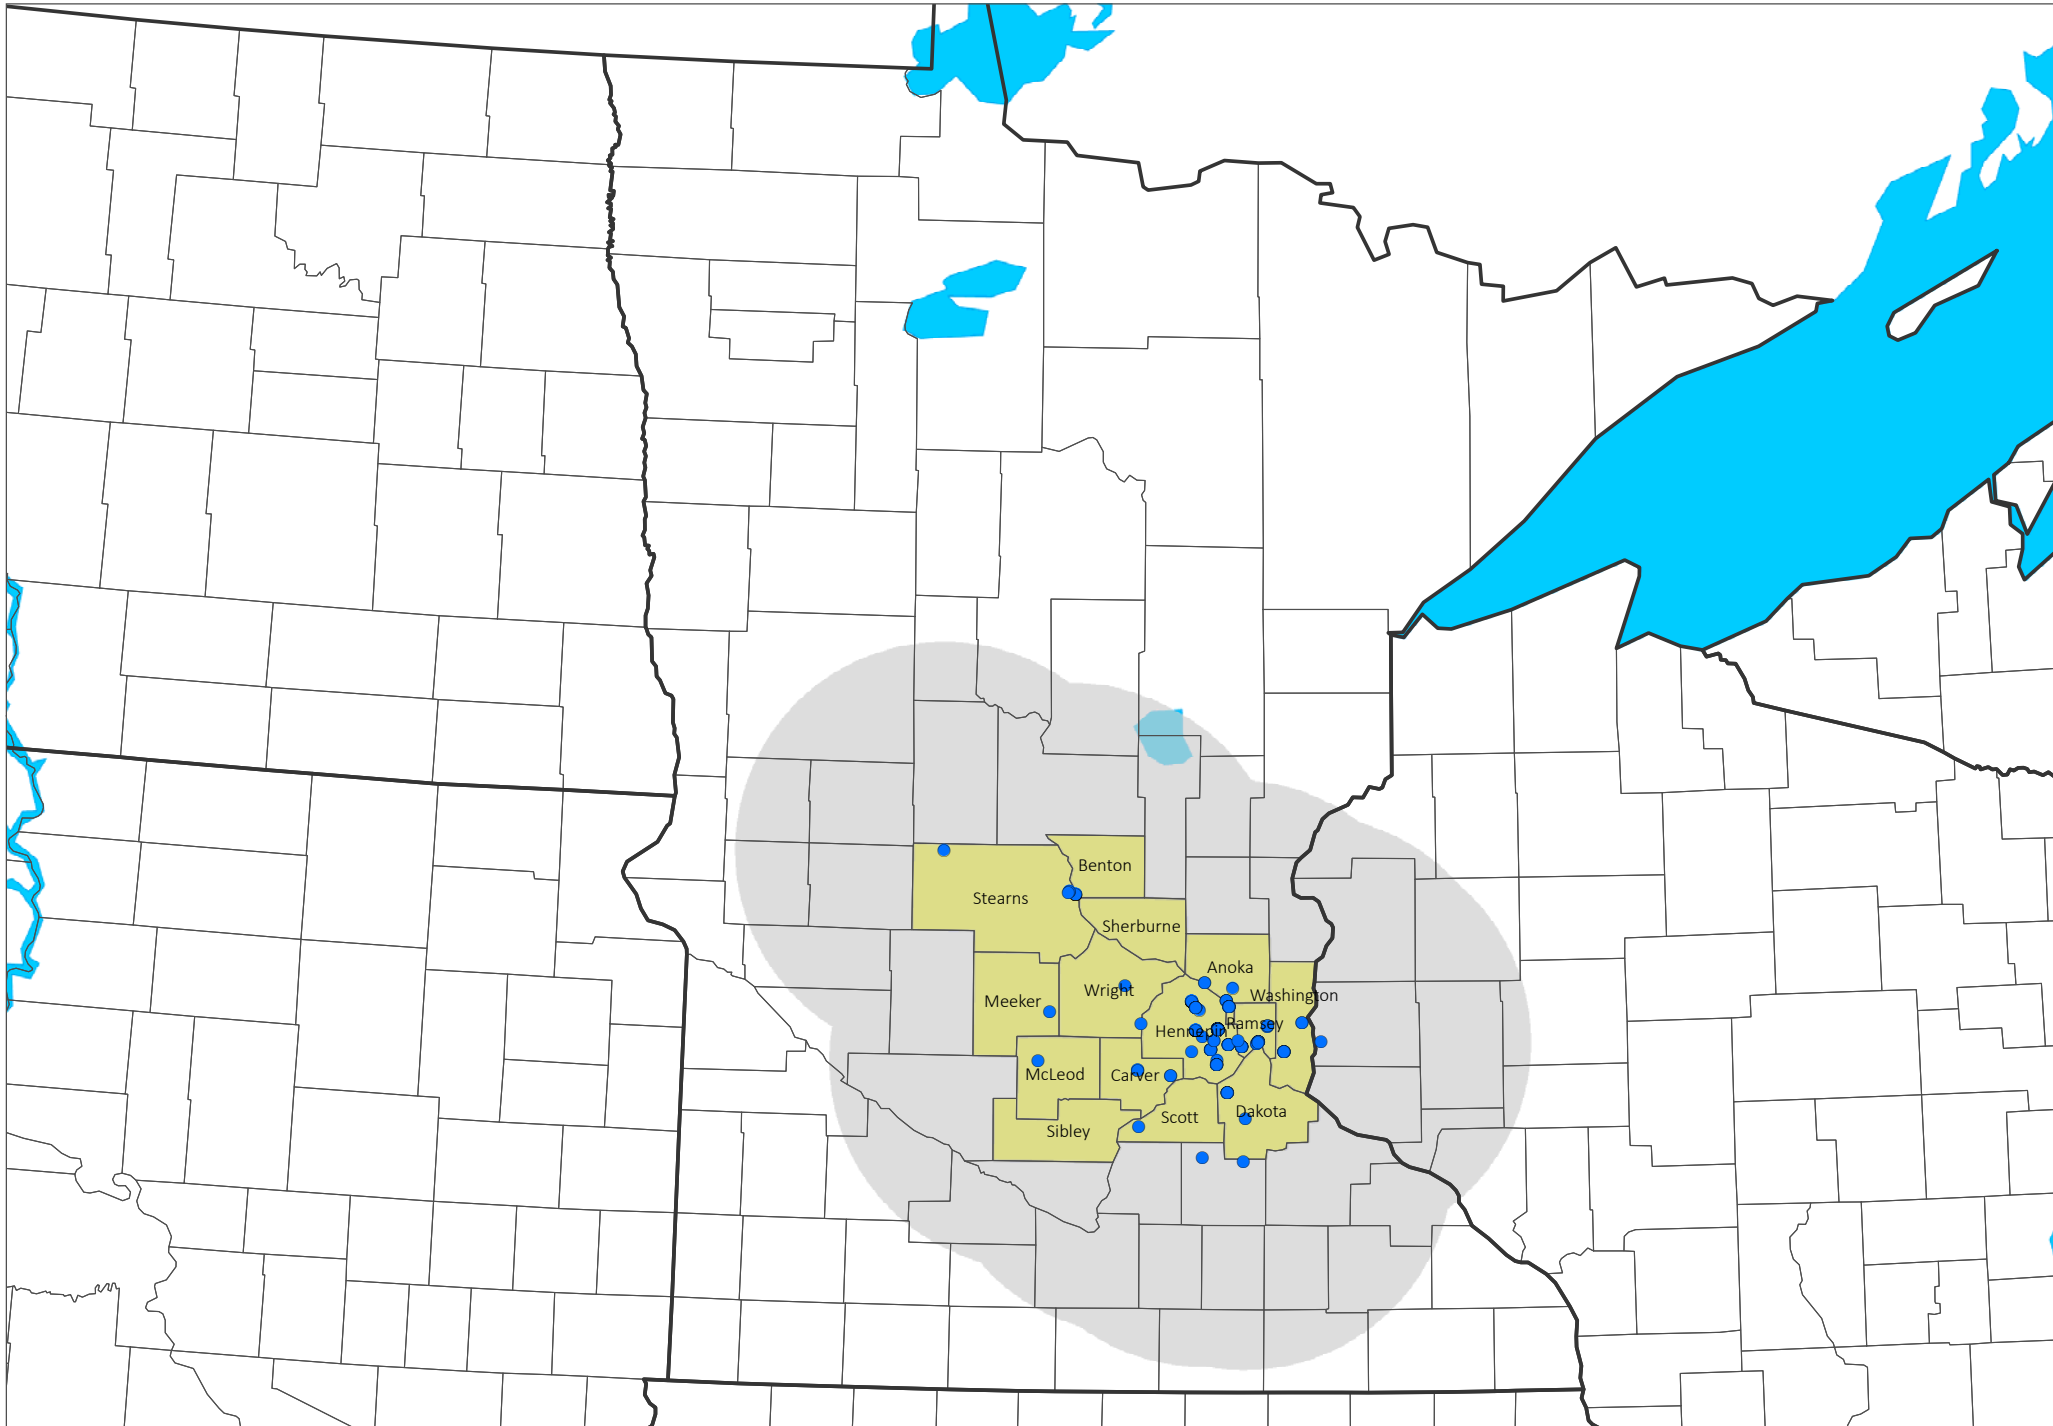 Benton
Stearns
Sherburne
Anoka
Wright
Washington
Meeker
Ramsey
Hennepin
McLeod
Carver
Dakota
Scott
Sibley